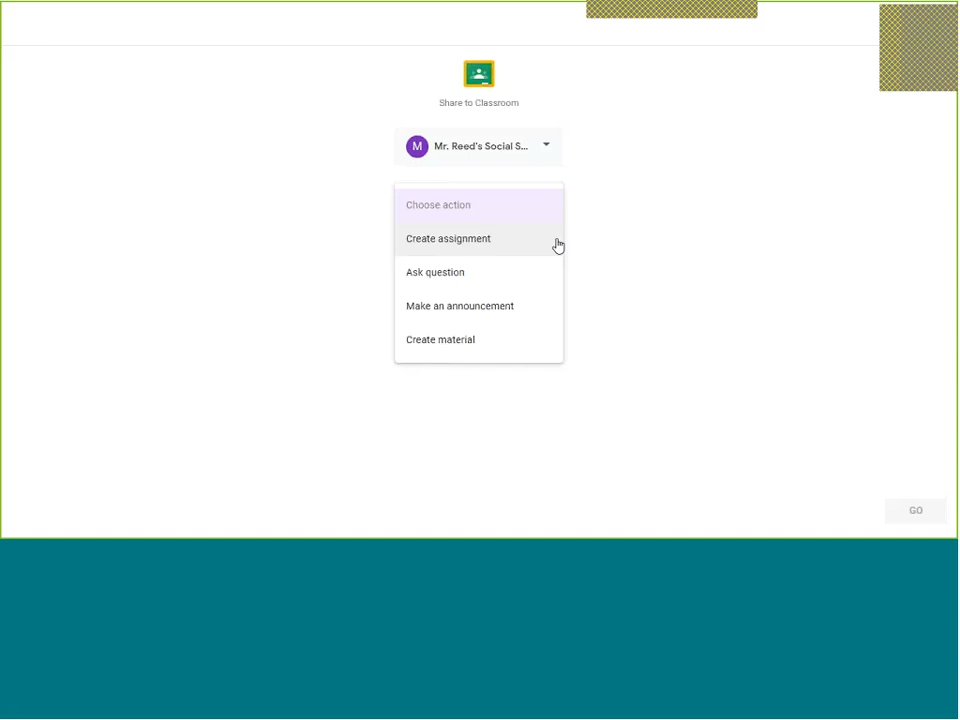 Share to Classroom
M Mr. Reed's Social S...
Choose action
Create assignment
Ask question
Make an announcement
Create material
GO